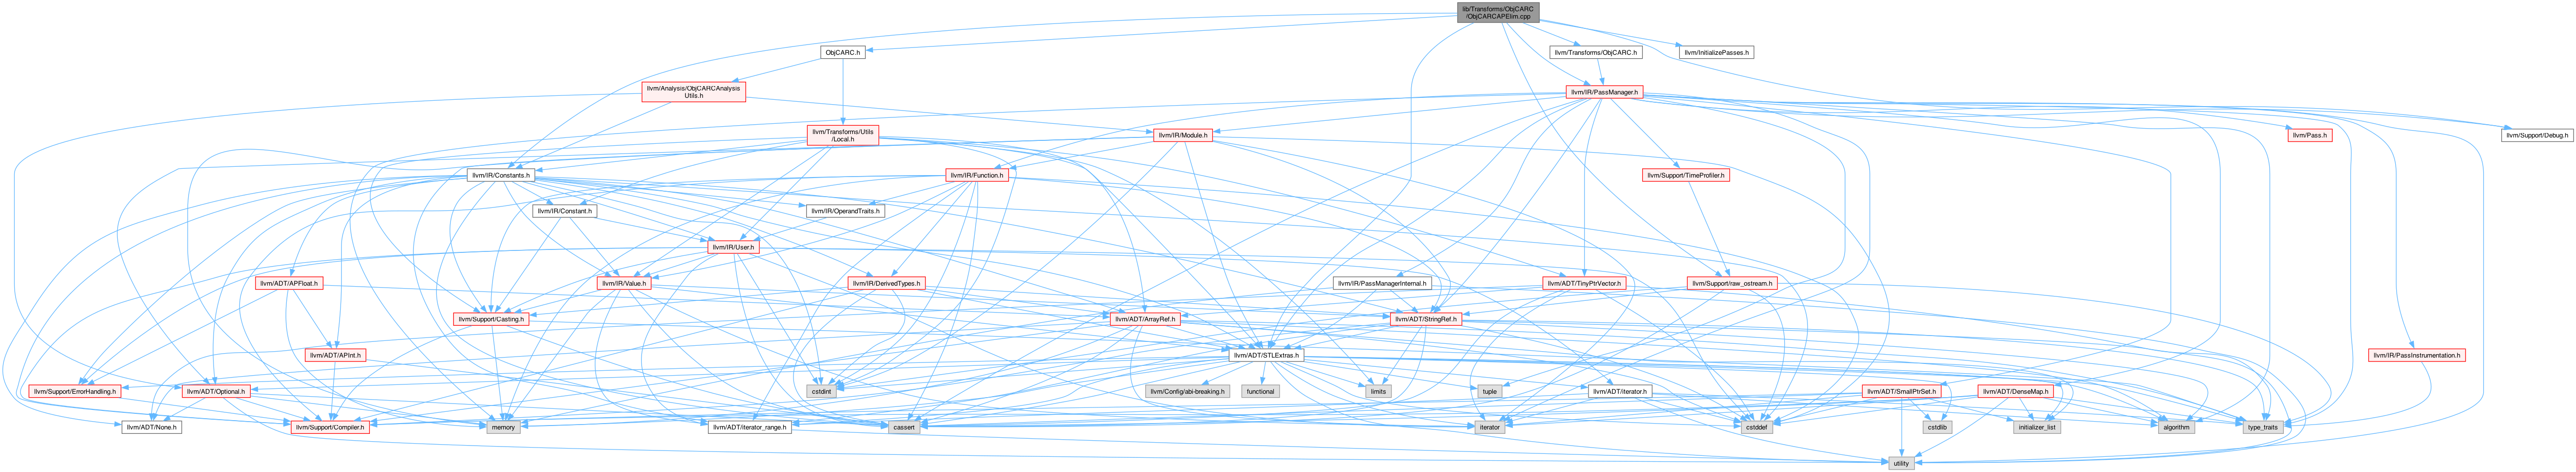 lib/Transforms/ObjCARC
/ObjCARCAPElim.cpp
ObjCARC.h
llvm/Transforms/ObjCARC.h
llvm/InitializePasses.h
llvm/Analysis/ObjCARCAnalysis
Utils.h
llvm/IR/PassManager.h
llvm/Transforms/Utils
/Local.h
llvm/IR/Module.h
llvm/Pass.h
llvm/Support/Debug.h
llvm/IR/Constants.h
llvm/IR/Function.h
llvm/Support/TimeProfiler.h
llvm/IR/Constant.h
llvm/IR/OperandTraits.h
llvm/IR/User.h
llvm/ADT/APFloat.h
llvm/IR/Value.h
llvm/IR/DerivedTypes.h
llvm/IR/PassManagerInternal.h
llvm/ADT/TinyPtrVector.h
llvm/Support/raw_ostream.h
llvm/Support/Casting.h
llvm/ADT/ArrayRef.h
llvm/ADT/StringRef.h
llvm/ADT/APInt.h
llvm/ADT/STLExtras.h
llvm/IR/PassInstrumentation.h
llvm/Support/ErrorHandling.h
llvm/ADT/Optional.h
cstdint
llvm/Config/abi-breaking.h
functional
limits
tuple
llvm/ADT/iterator.h
llvm/ADT/SmallPtrSet.h
llvm/ADT/DenseMap.h
llvm/ADT/None.h
llvm/Support/Compiler.h
memory
llvm/ADT/iterator_range.h
cassert
iterator
cstddef
cstdlib
initializer_list
algorithm
type_traits
utility